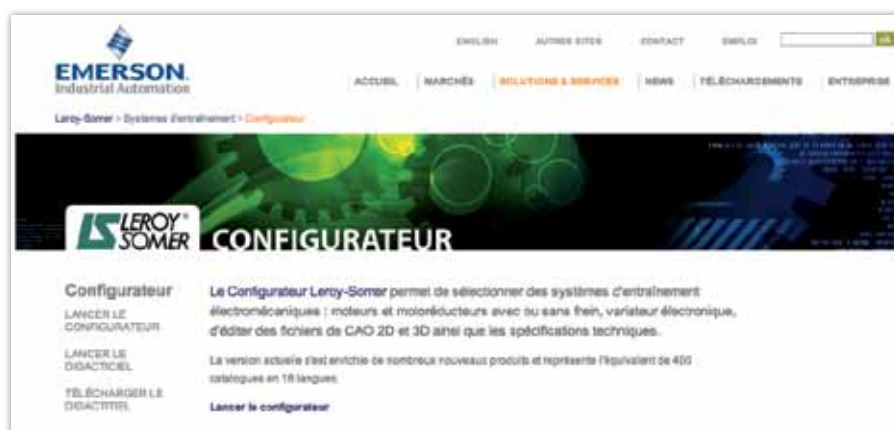 ENGLISH AUTRES SITES CONTACT EMPLOI ok
EMERSON.
Industrial Automation
ACCUEIL MARCHÉS SOLUTIONS & SERVICES NEWS TÉLÉCHARGEMENTS ENTREPRISE
Leroy-Somer > Systèmes d'entraînement > Configurateur
LS LEROY®
SOMER
CONFIGURATEUR
Configurateur
LANCER LE
CONFIGURATEUR
LANCER LE
DIDACTICIEL
TÉLÉCHARGER LE
DIDACTITIEL
Le Configurateur Leroy-Somer permet de sélectionner des systèmes d'entraînement
électromécaniques : moteurs et motoréducteurs avec ou sans frein, variateur électronique,
d'éditer des fichiers de CAO 2D et 3D ainsi que les spécifications techniques.
La version actuelle s'est enrichie de nombreux nouveaux produits et représente l'équivalent de 400
catalogues en 16 langues.
Lancer le configurateur